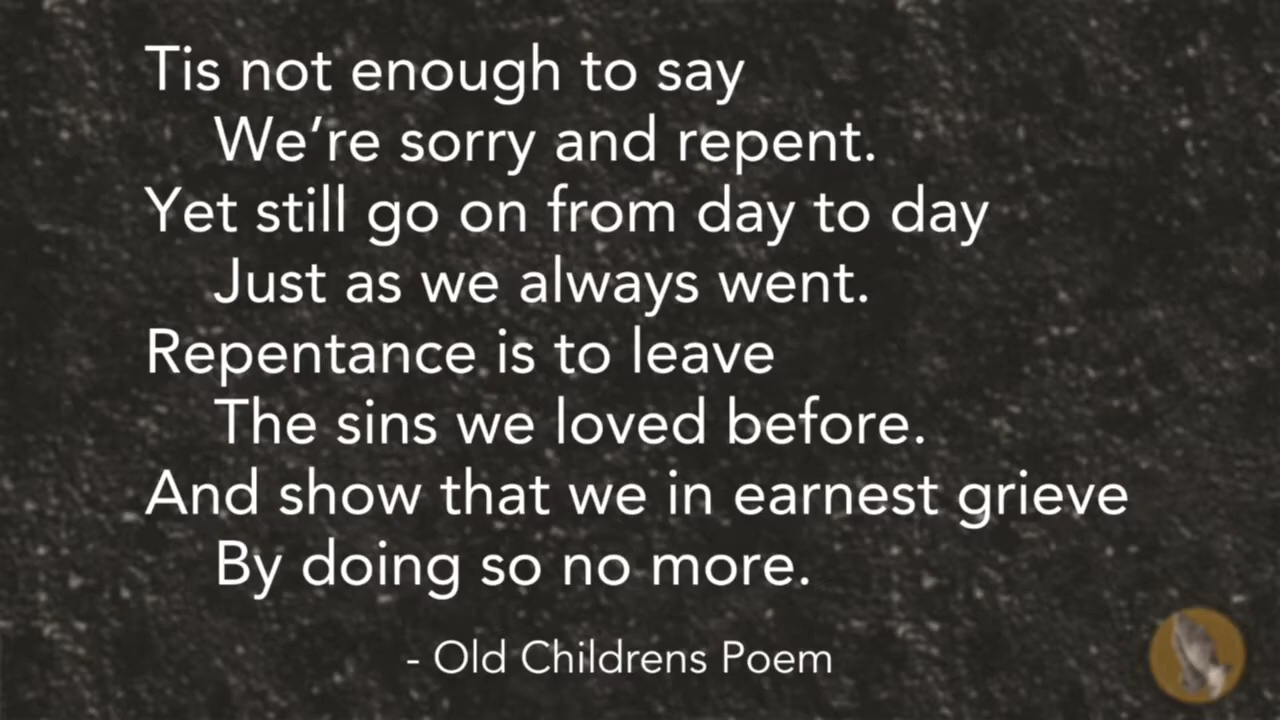 Tis not enough to say
We’re sorry and repent.
Yet still go on from day to day
Just as we always went.
Repentance is to leave
The sins we loved before.
And show that we in earnest grieve
By doing so no more.
- Old Childrens Poem